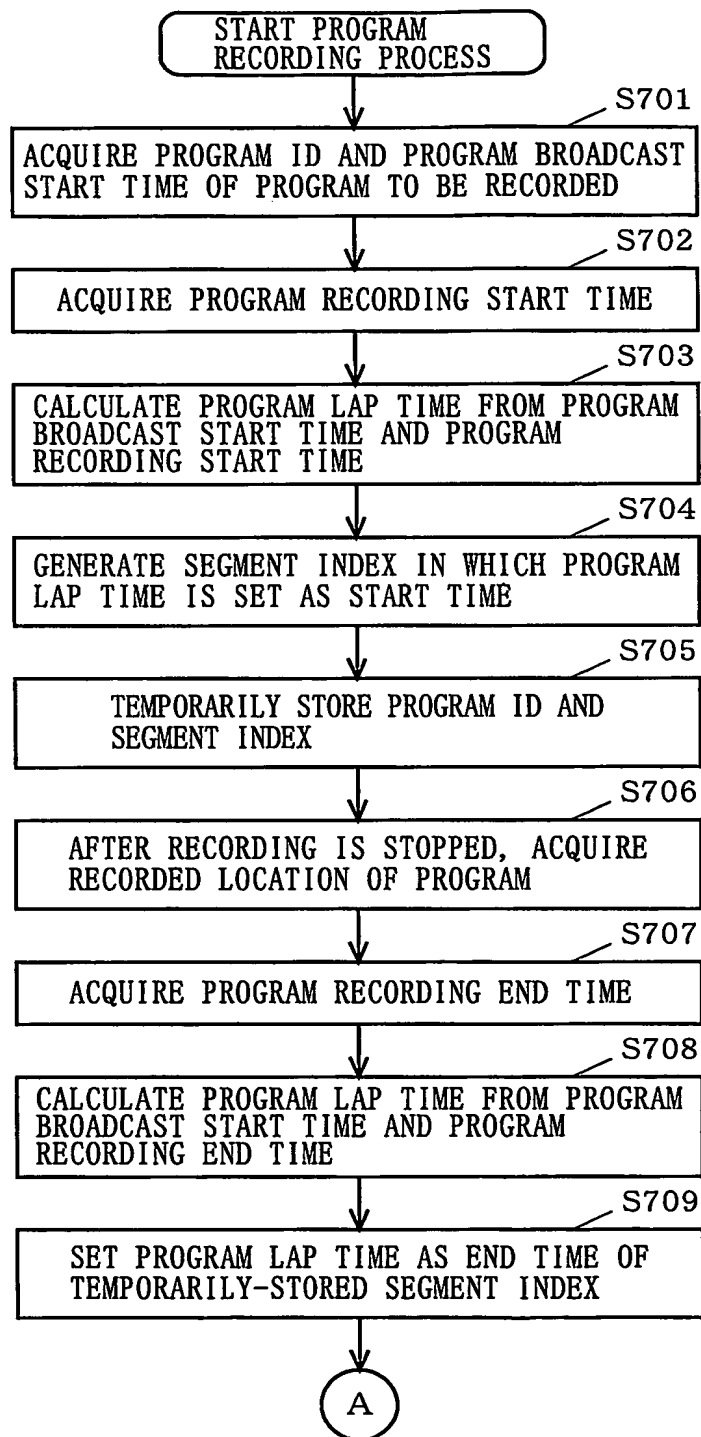 START PROGRAM
RECORDING PROCESS
S701
ACQUIRE PROGRAM ID AND PROGRAM BROADCAST
START TIME OF PROGRAM TO BE RECORDED
S702
ACQUIRE PROGRAM RECORDING START TIME
S703
CALCULATE PROGRAM LAP TIME FROM PROGRAM
BROADCAST START TIME AND PROGRAM
RECORDING START TIME
S704
GENERATE SEGMENT INDEX IN WHICH PROGRAM
LAP TIME IS SET AS START TIME
S705
TEMPORARILY STORE PROGRAM ID AND
SEGMENT INDEX
S706
AFTER RECORDING IS STOPPED, ACQUIRE
RECORDED LOCATION OF PROGRAM
S707
ACQUIRE PROGRAM RECORDING END TIME
S708
CALCULATE PROGRAM LAP TIME FROM PROGRAM
BROADCAST START TIME AND PROGRAM
RECORDING END TIME
S709
SET PROGRAM LAP TIME AS END TIME OF
TEMPORARILY-STORED SEGMENT INDEX
A